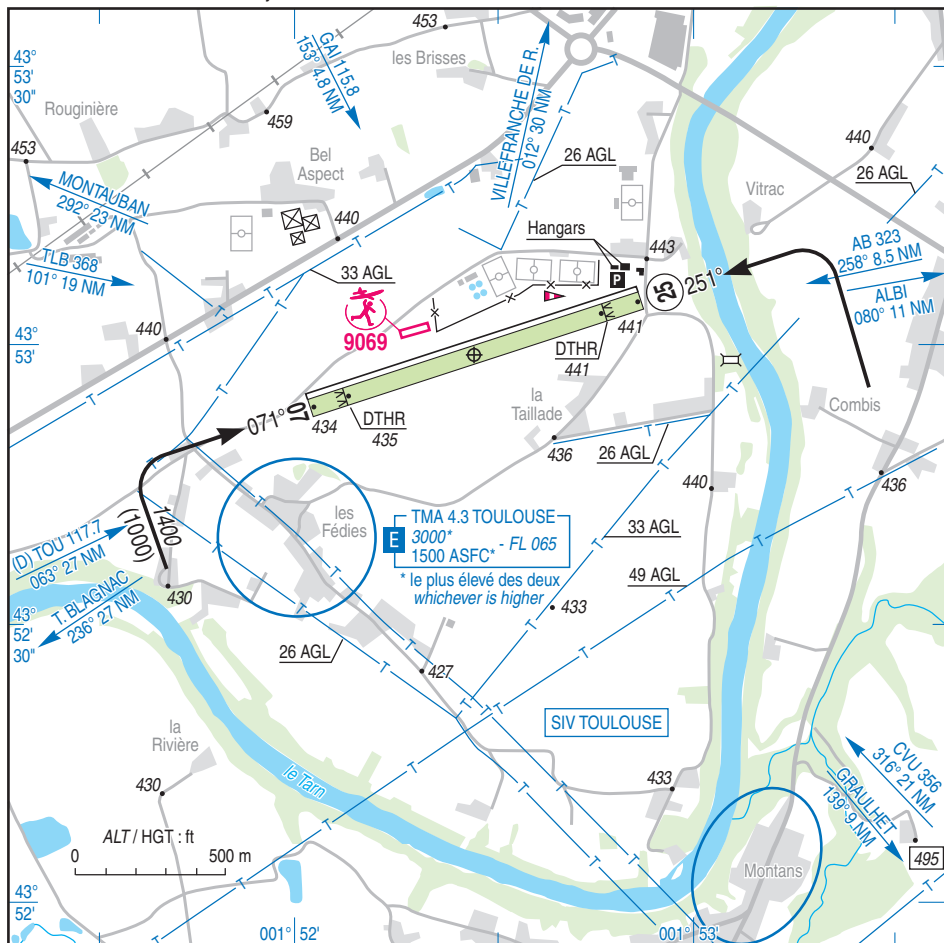 453
43°
53'
30"
GAI 115.8
153° 4.8 NM
les Brisses
Rouginière
459
VILLEFRANCHE DE R.
012° 30 NM
453
Bel
Aspect
26 AGL
440
26 AGL
Vitrac
MONTAUBAN
292° 23 NM
440
Hangars
443
AB 323
258° 8.5 NM
TLB 368
101° 19 NM
33 AGL
P
25
251°
ALBI
080° 11 NM
9069
441
43°
53'
440
DTHR
441
071°
07
434
DTHR
435
la
Taillade
Combis
436
26 AGL
436
440
les
Fédies
E
TMA 4.3 TOULOUSE
3000*
1500 ASFC*
- FL 065
* le plus élevé des deux
whichever is higher
33 AGL
1400
(1000)
(D) TOU 117.7
063° 27 NM
430
49 AGL
433
43°
52'
30"
T. BLAGNAC
236° 27 NM
26 AGL
427
SIV TOULOUSE
la
Rivière
430
le Tarn
433
CVU 356
316° 21 NM
GRAULHET
139° 9 NM
ALT / HGT : ft
0
500 m
Montans
495
43°
52'
001° 52'
001° 53'